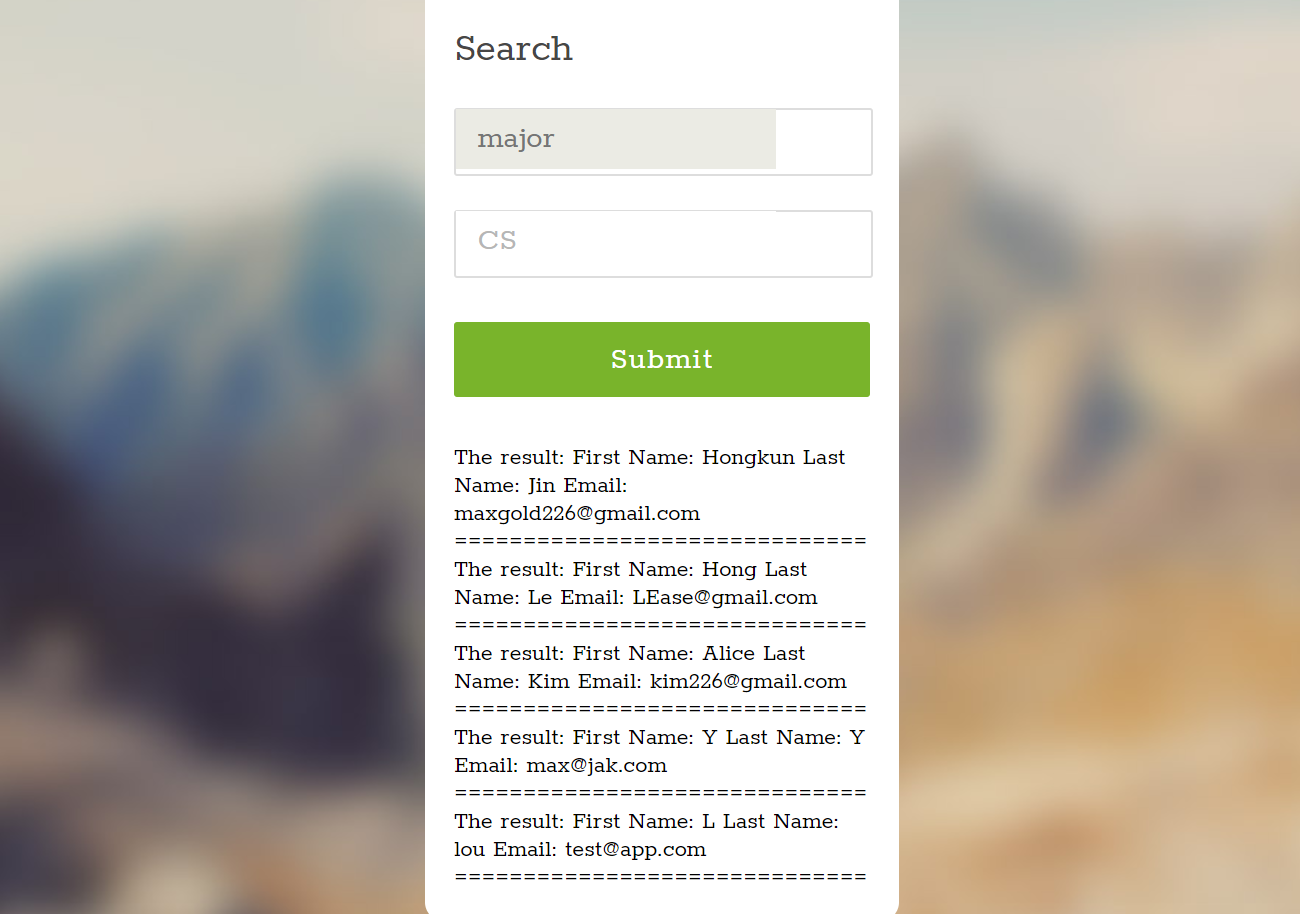 Search
major
CS
Submit
The result: First Name: Hongkun Last
Name: Jin Email:
maxgold226@gmail.com
==============================
The result: First Name: Hong Last
Name: Le Email: LEase@gmail.com
==============================
The result: First Name: Alice Last
Name: Kim Email: kim226@gmail.com
==============================
The result: First Name: Y Last Name: Y
Email: max@jak.com
==============================
The result: First Name: L Last Name:
lou Email: test@app.com
==============================